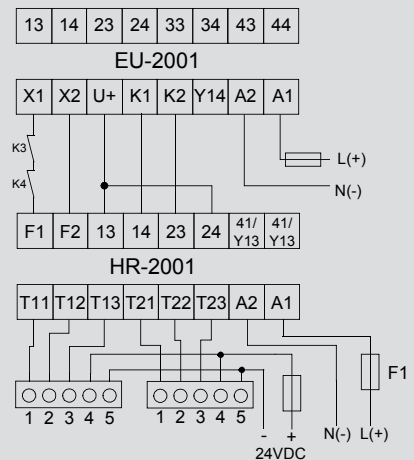 13 14 23 24 33 34 43 44
EU-2001
X1 X2 U+ K1 K2 Y14 A2 A1
K3
L(+)
K4
N(-)
F1 F2 13 14 23 24 41/Y13 41/Y13
HR-2001
T11 T12 T13 T21 T22 T23 A2 A1
F1
1 2 3 4 5 1 2 3 4 5
- + N(-) L(+)
24VDC